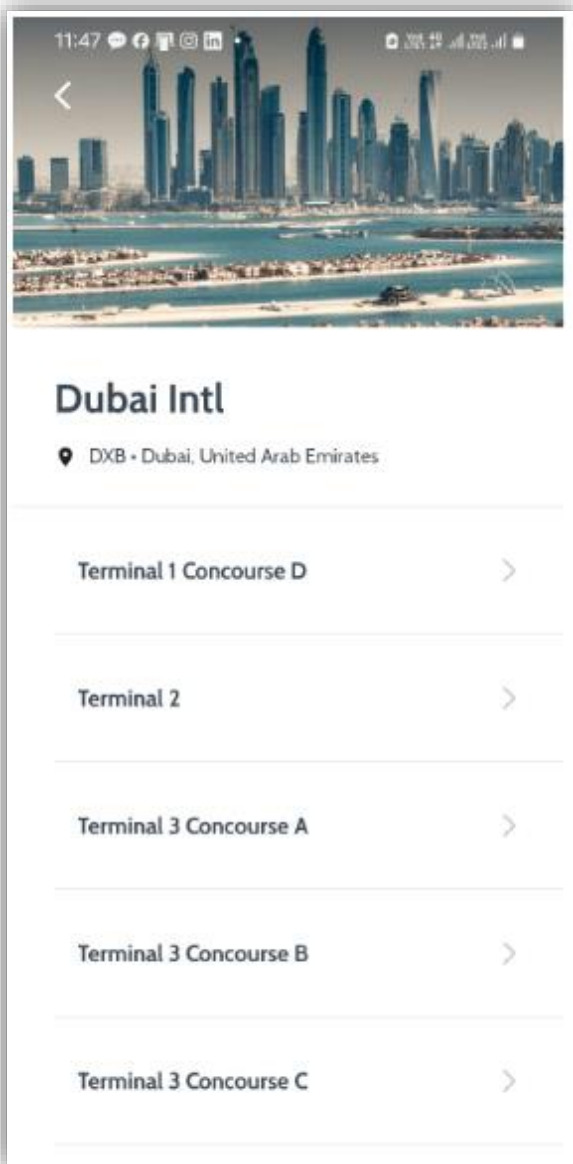 11:47
Dubai Intl
DXB • Dubai, United Arab Emirates
Terminal 1 Concourse D
Terminal 2
Terminal 3 Concourse A
Terminal 3 Concourse B
Terminal 3 Concourse C